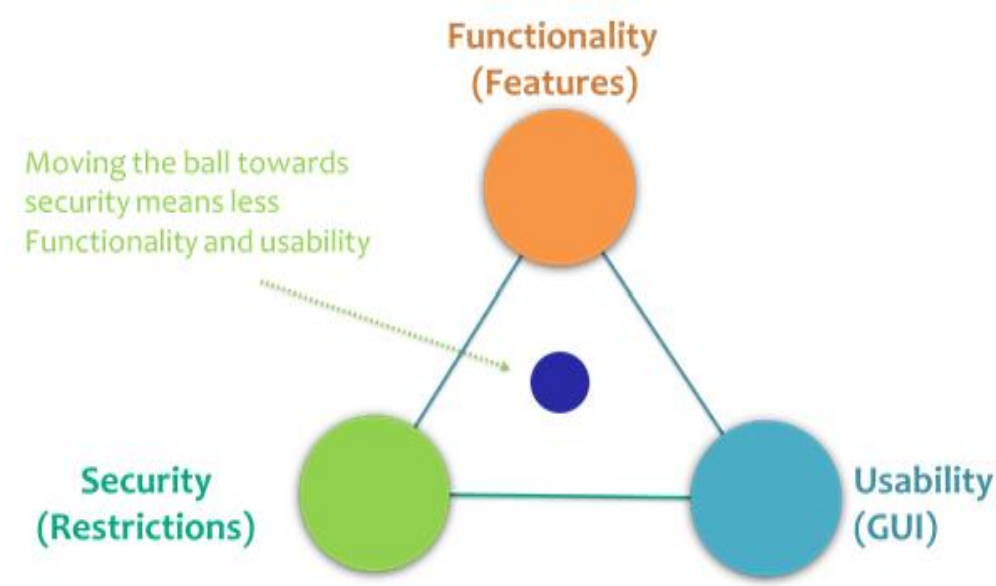 Functionality
(Features)
Moving the ball towards
security means less
Functionality and usability
Security
(Restrictions)
Usability
(GUI)